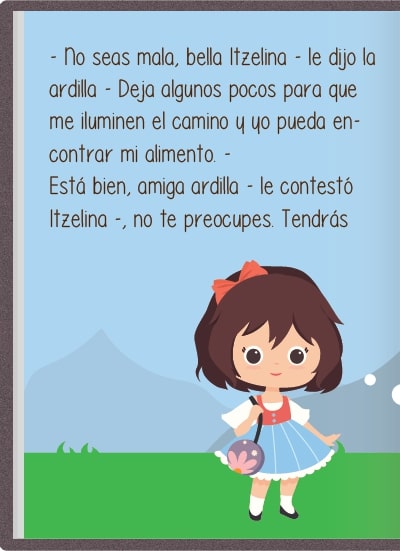 - No seas mala, bella Itzelina - le dijo la
ardilla - Deja algunos pocos para que
me iluminen el camino y yo pueda en-
contrar mi alimento. -
Está bien, amiga ardilla - le contestó
Itzelina -, no te preocupes. Tendrás